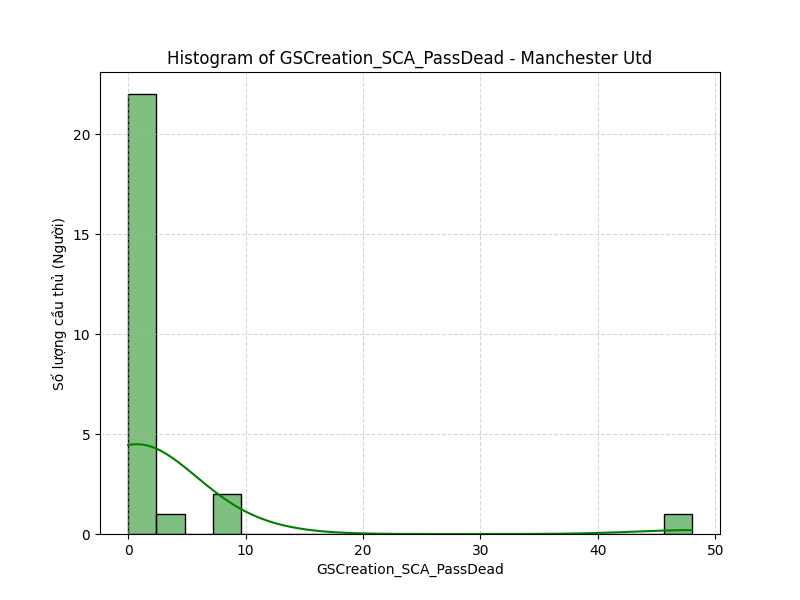 Histogram of GSCreation_SCA_PassDead - Manchester Utd
Số lượng cầu thủ (Người)
20
15
10
5
0
0 10 20 30 40 50
GSCreation_SCA_PassDead